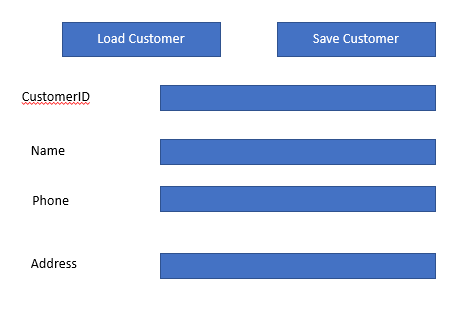 Load Customer
Save Customer
CustomerID
Name
Phone
Address